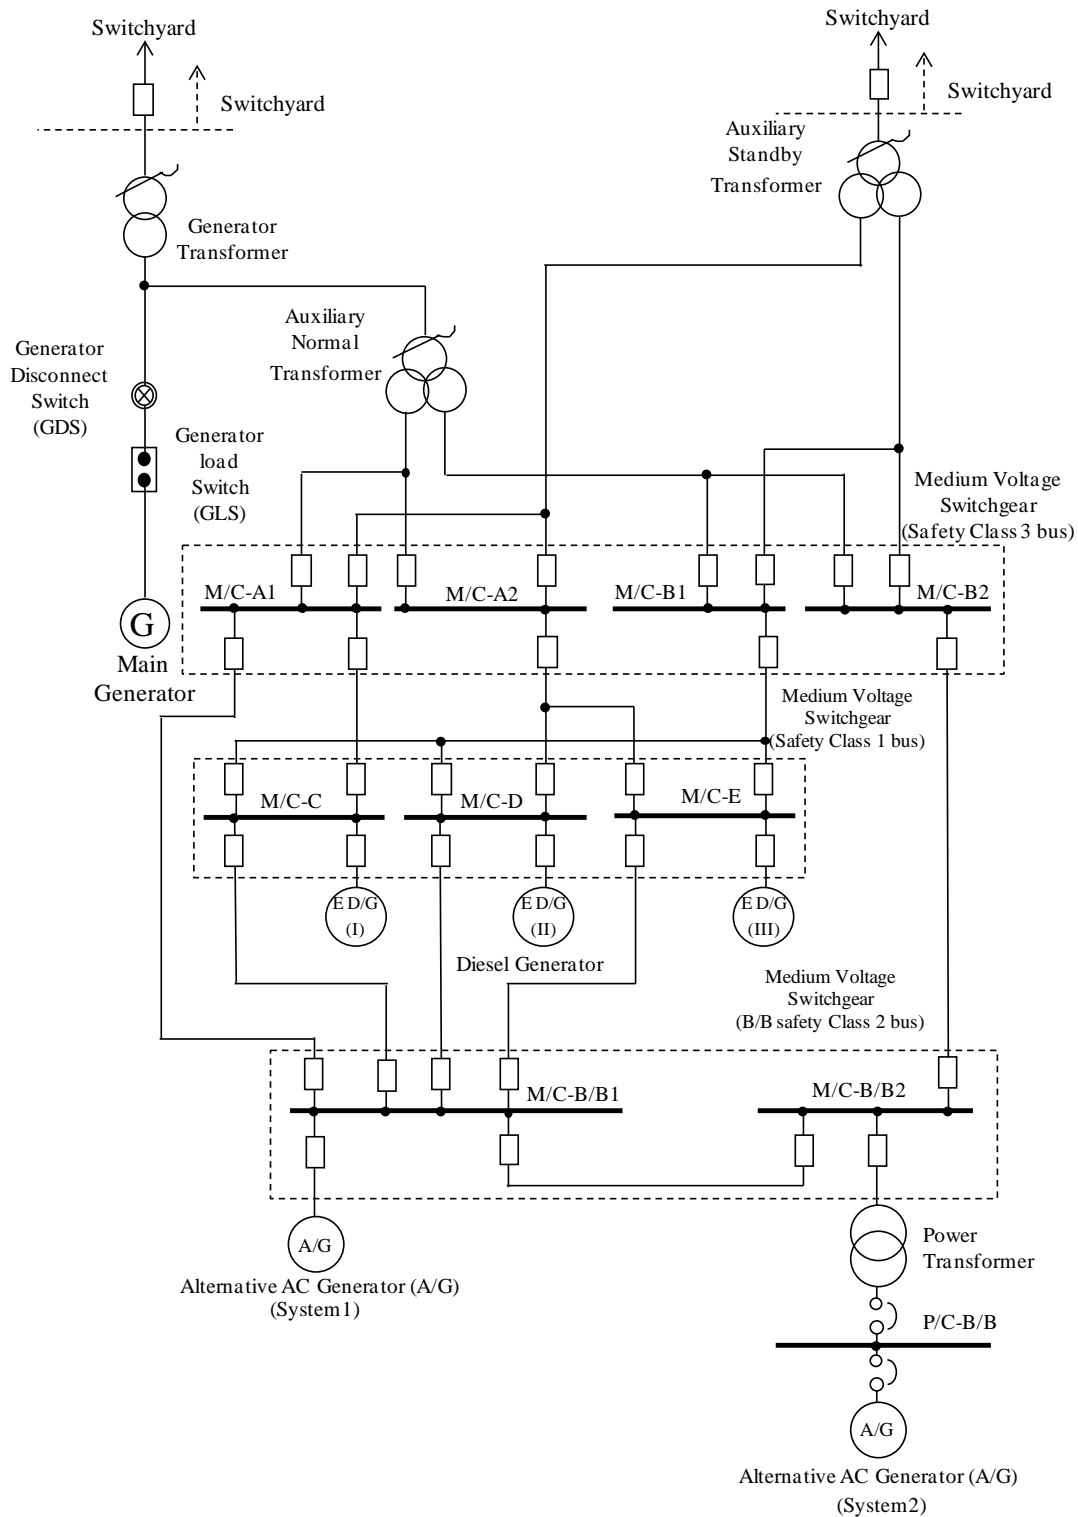 Switchyard
Switchyard
Switchyard
Switchyard
Auxiliary
Standby
Transformer
Generator
Transformer
Auxiliary
Normal
Transformer
Generator
Disconnect
Switch
(GDS)
Generator
load
Switch
(GLS)
Medium Voltage
Switchgear
(Safety Class 3 bus)
M/C-A1
M/C-A2
M/C-B1
M/C-B2
G
Main
Generator
Medium Voltage
Switchgear
(Safety Class 1 bus)
M/C-C
M/C-D
M/C-E
E D/G
(I)
E D/G
(II)
E D/G
(III)
Diesel Generator
Medium Voltage
Switchgear
(B/B safety Class 2 bus)
M/C-B/B1
M/C-B/B2
A/G
Alternative AC Generator (A/G)
(System1)
Power
Transformer
P/C-B/B
A/G
Alternative AC Generator (A/G)
(System2)